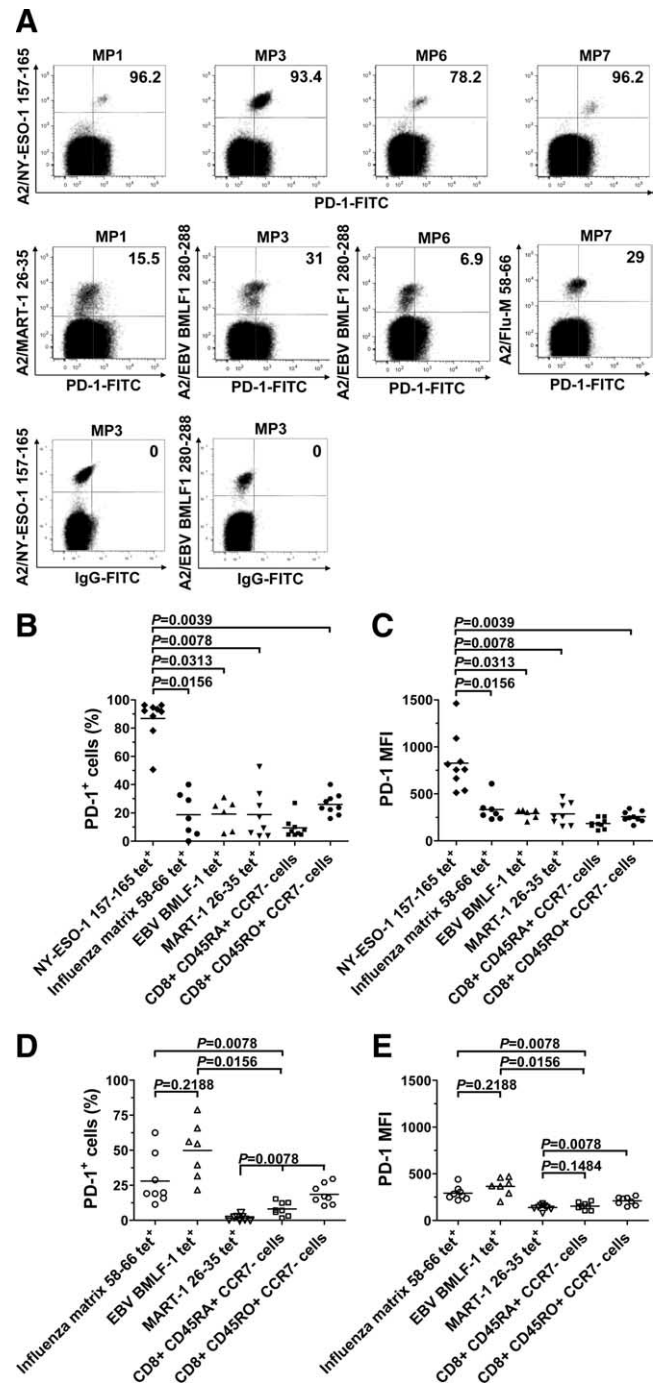 A
MP1
MP3
MP6
MP7
A2/NY-ESO-1 157-165
96.2
93.4
78.2
96.2
PD-1-FITC
MP1
MP3
MP6
MP7
A2/MART-1 26-35
15.5
A2/EBV BMLF1 280-288
31
A2/EBV BMLF1 280-288
6.9
A2/Flu-M 58-66
29
PD-1-FITC
PD-1-FITC
PD-1-FITC
PD-1-FITC
MP3
MP3
A2/NY-ESO-1 157-165
0
A2/EBV BMLF1 280-288
0
IgG-FITC
IgG-FITC
B
P=0.0039
P=0.0078
P=0.0313
P=0.0156
PD-1+ cells (%)
100
80
60
40
20
0
NY-ESO-1 157-165 tet+
Influenza matrix 58-66 tet+
EBV BMLF-1 tet+
MART-1 26-35 tet+
CD8+ CD45RA+ CCR7- cells
CD8+ CD45RO+ CCR7- cells
C
P=0.0039
P=0.0078
P=0.0313
P=0.0156
PD-1 MFI
1500
1000
500
0
NY-ESO-1 157-165 tet+
Influenza matrix 58-66 tet+
EBV BMLF-1 tet+
MART-1 26-35 tet+
CD8+ CD45RA+ CCR7- cells
CD8+ CD45RO+ CCR7- cells
D
P=0.0078
P=0.0156
P=0.2188
P=0.0078
PD-1+ cells (%)
100
75
50
25
0
Influenza matrix 58-66 tet+
EBV BMLF-1 tet+
MART-1 26-35 tet+
CD8+ CD45RA+ CCR7- cells
CD8+ CD45RO+ CCR7- cells
E
P=0.0078
P=0.0156
P=0.2188
P=0.0078
P=0.1484
PD-1 MFI
1500
1000
500
0
Influenza matrix 58-66 tet+
EBV BMLF-1 tet+
MART-1 26-35 tet+
CD8+ CD45RA+ CCR7- cells
CD8+ CD45RO+ CCR7- cells